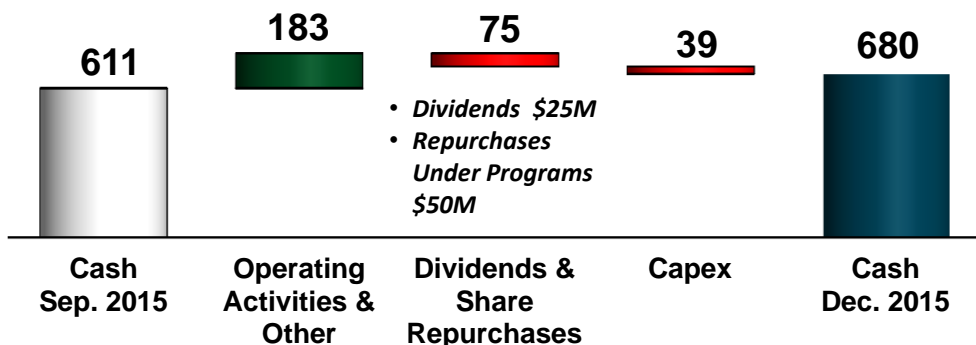 611
183
75
39
680
• Dividends $25M
• Repurchases
Under Programs
$50M
Cash
Sep. 2015
Operating
Activities &
Other
Dividends &
Share
Repurchases
Capex
Cash
Dec. 2015